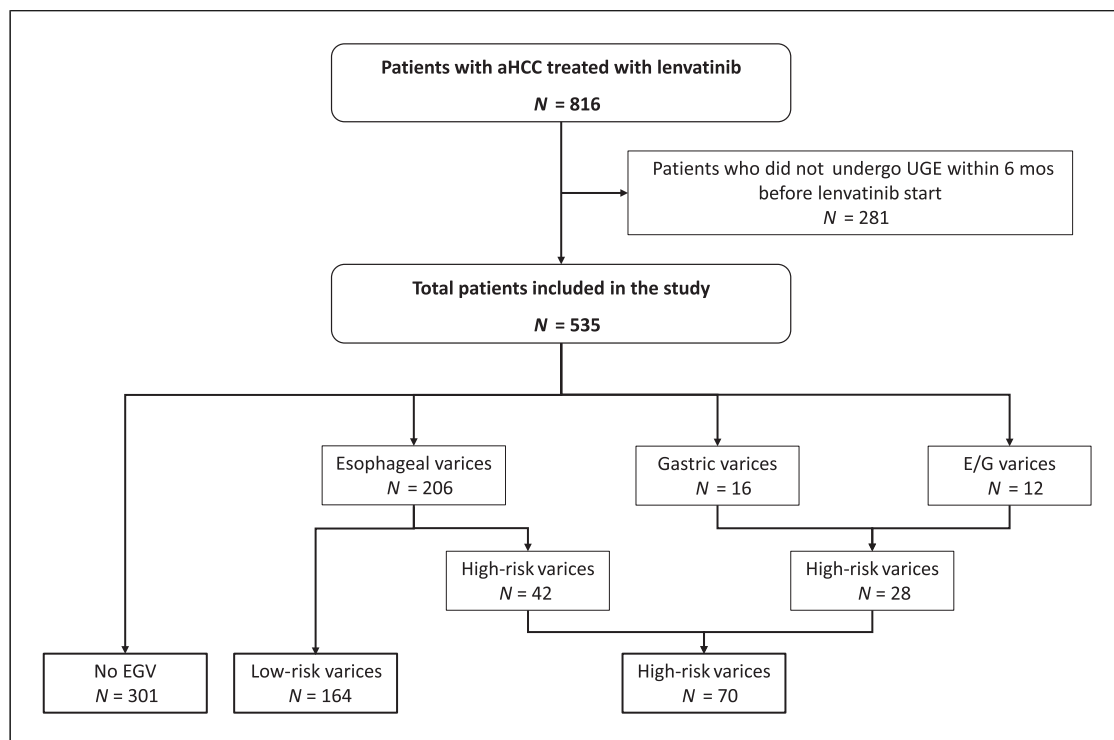 Patients with aHCC treated with lenvatinib
N = 816
Patients who did not undergo UGE within 6 mos
before lenvatinib start
N = 281
Total patients included in the study
N = 535
Esophageal varices
N = 206
Gastric varices
N = 16
E/G varices
N = 12
High-risk varices
N = 42
High-risk varices
N = 28
No EGV
N = 301
Low-risk varices
N = 164
High-risk varices
N = 70